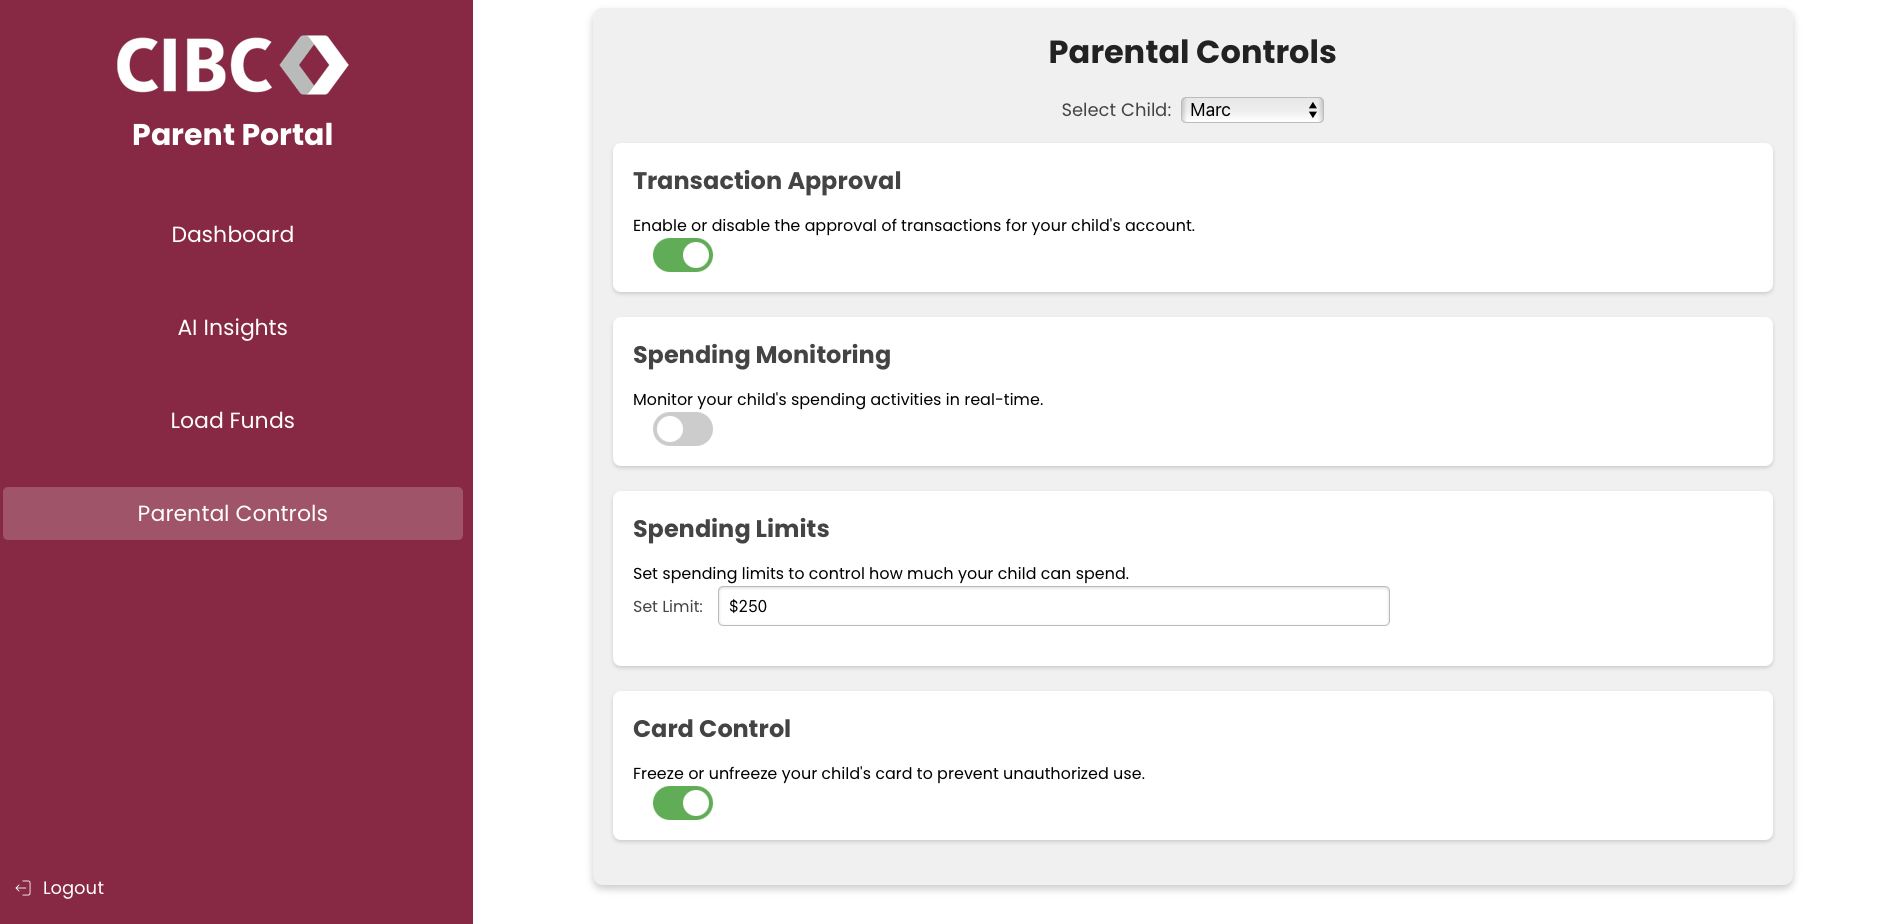 CIBC
Parent Portal
Dashboard
AI Insights
Load Funds
Parental Controls
Logout
Parental Controls
Select Child: Marc
Transaction Approval
Enable or disable the approval of transactions for your child's account.
Spending Monitoring
Monitor your child's spending activities in real-time.
Spending Limits
Set spending limits to control how much your child can spend.
Set Limit: $250
Card Control
Freeze or unfreeze your child's card to prevent unauthorized use.